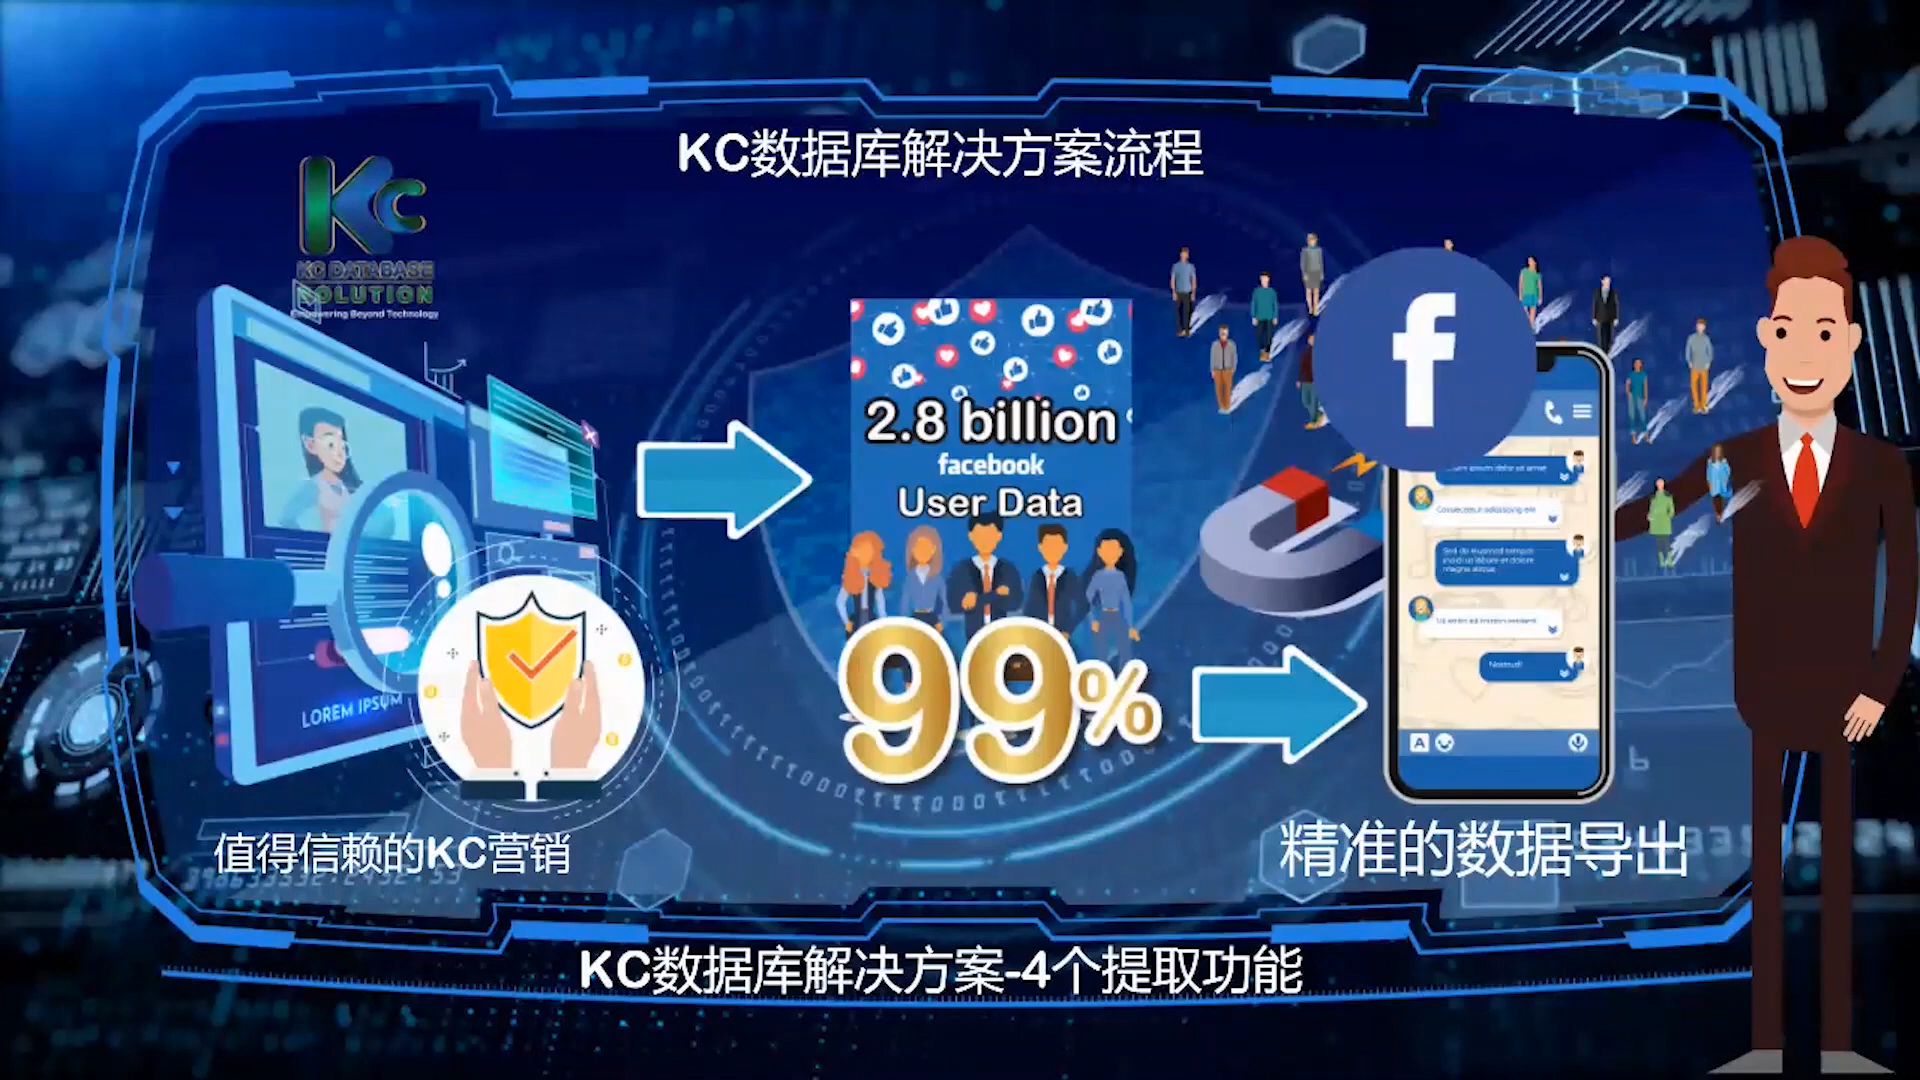 KC数据库解决方案流程
KC
KC DATABASE
SOLUTION
Empowering Beyond Technology
2.8 billion
facebook
User Data
99%
f
LOREM IPSUM
Nostrud!
A
值得信赖的KC营销
精准的数据导出
KC数据库解决方案-4个提取功能